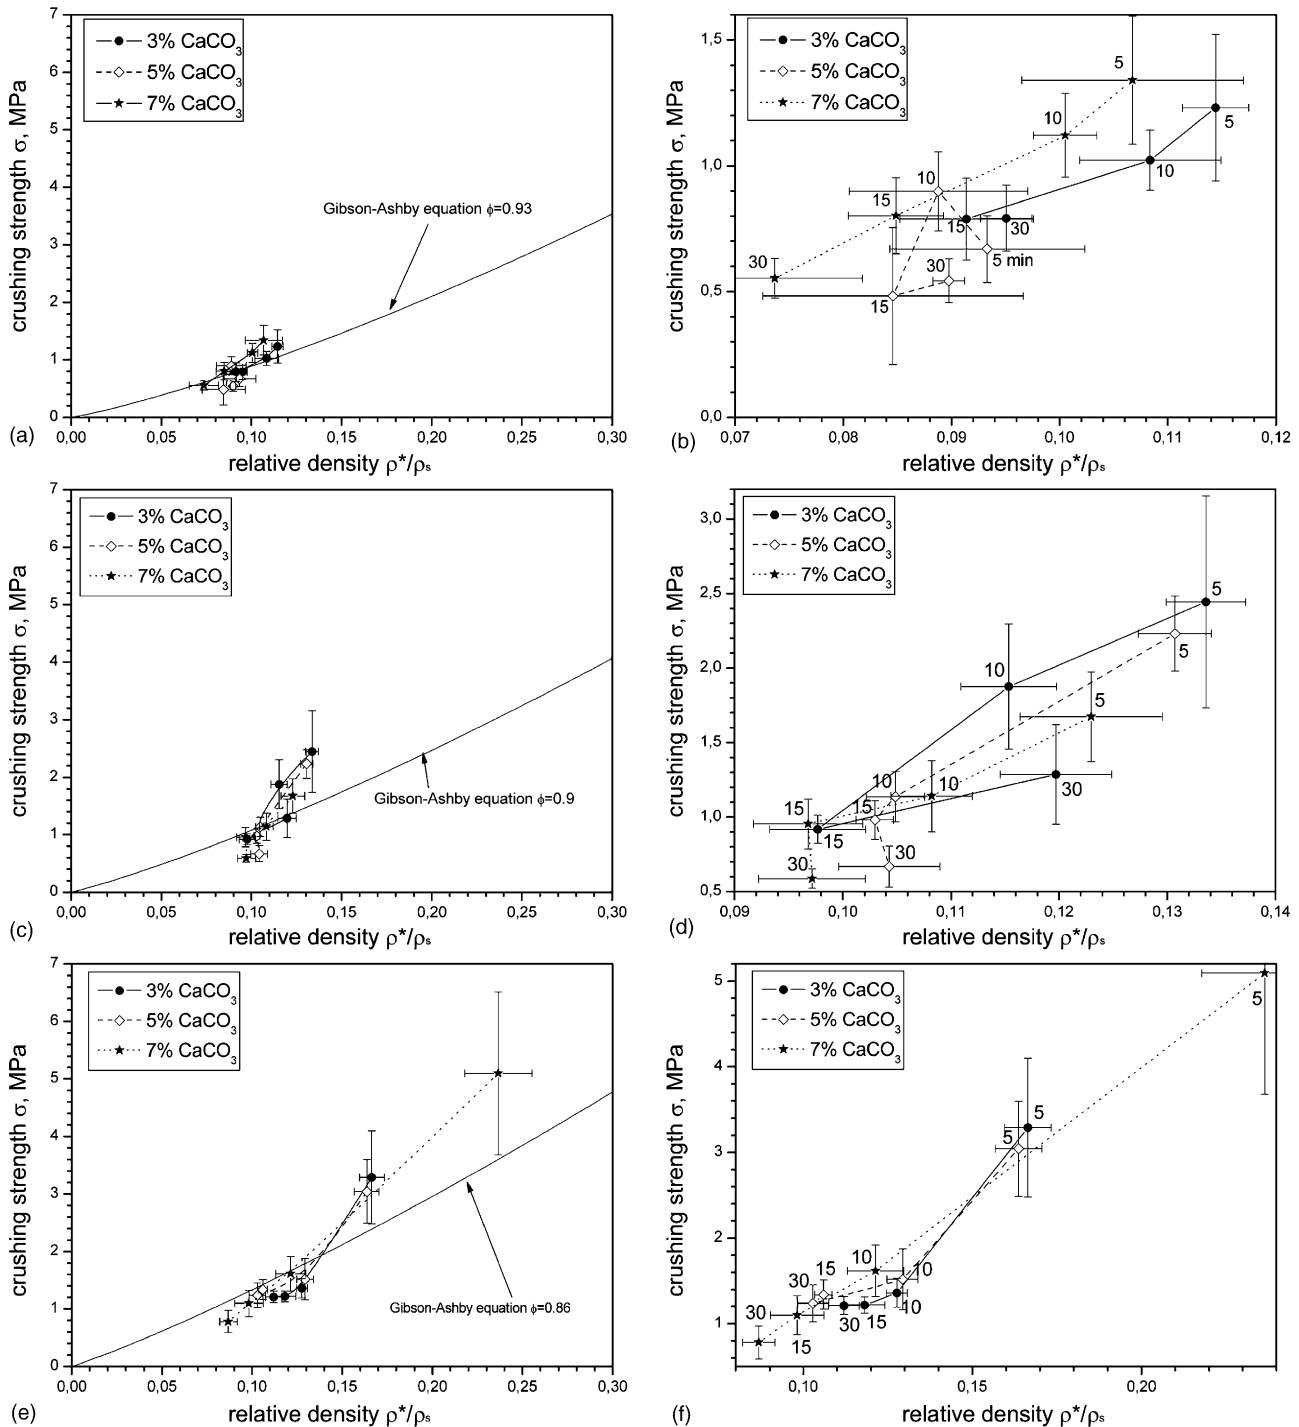 3% CaCO3
5% CaCO3
7% CaCO3
Gibson-Ashby equation ϕ=0.93
crushing strength σ, MPa
7
6
5
4
3
2
1
0
0,00 0,05 0,10 0,15 0,20 0,25 0,30
relative density ρ*/ρs
(a)
3% CaCO3
5% CaCO3
7% CaCO3
crushing strength σ, MPa
1,5
1,0
0,5
0,0
5
10
5
10
10
15
15
30
5 min
30
30
15
0,07 0,08 0,09 0,10 0,11 0,12
relative density ρ*/ρs
(b)
3% CaCO3
5% CaCO3
7% CaCO3
Gibson-Ashby equation ϕ=0.9
crushing strength σ, MPa
7
6
5
4
3
2
1
0
0,00 0,05 0,10 0,15 0,20 0,25 0,30
relative density ρ*/ρs
(c)
3% CaCO3
5% CaCO3
7% CaCO3
crushing strength σ, MPa
3,0
2,5
2,0
1,5
1,0
0,5
5
5
10
5
30
10
10
15
15
15
30
30
0,09 0,10 0,11 0,12 0,13 0,14
relative density ρ*/ρs
(d)
3% CaCO3
5% CaCO3
7% CaCO3
Gibson-Ashby equation ϕ=0.86
crushing strength σ, MPa
7
6
5
4
3
2
1
0
0,00 0,05 0,10 0,15 0,20 0,25 0,30
relative density ρ*/ρs
(e)
3% CaCO3
5% CaCO3
7% CaCO3
crushing strength σ, MPa
5
4
3
2
1
5
5
5
10
10
15
30
10
30
15
30
15
0,10 0,15 0,20
relative density ρ*/ρs
(f)